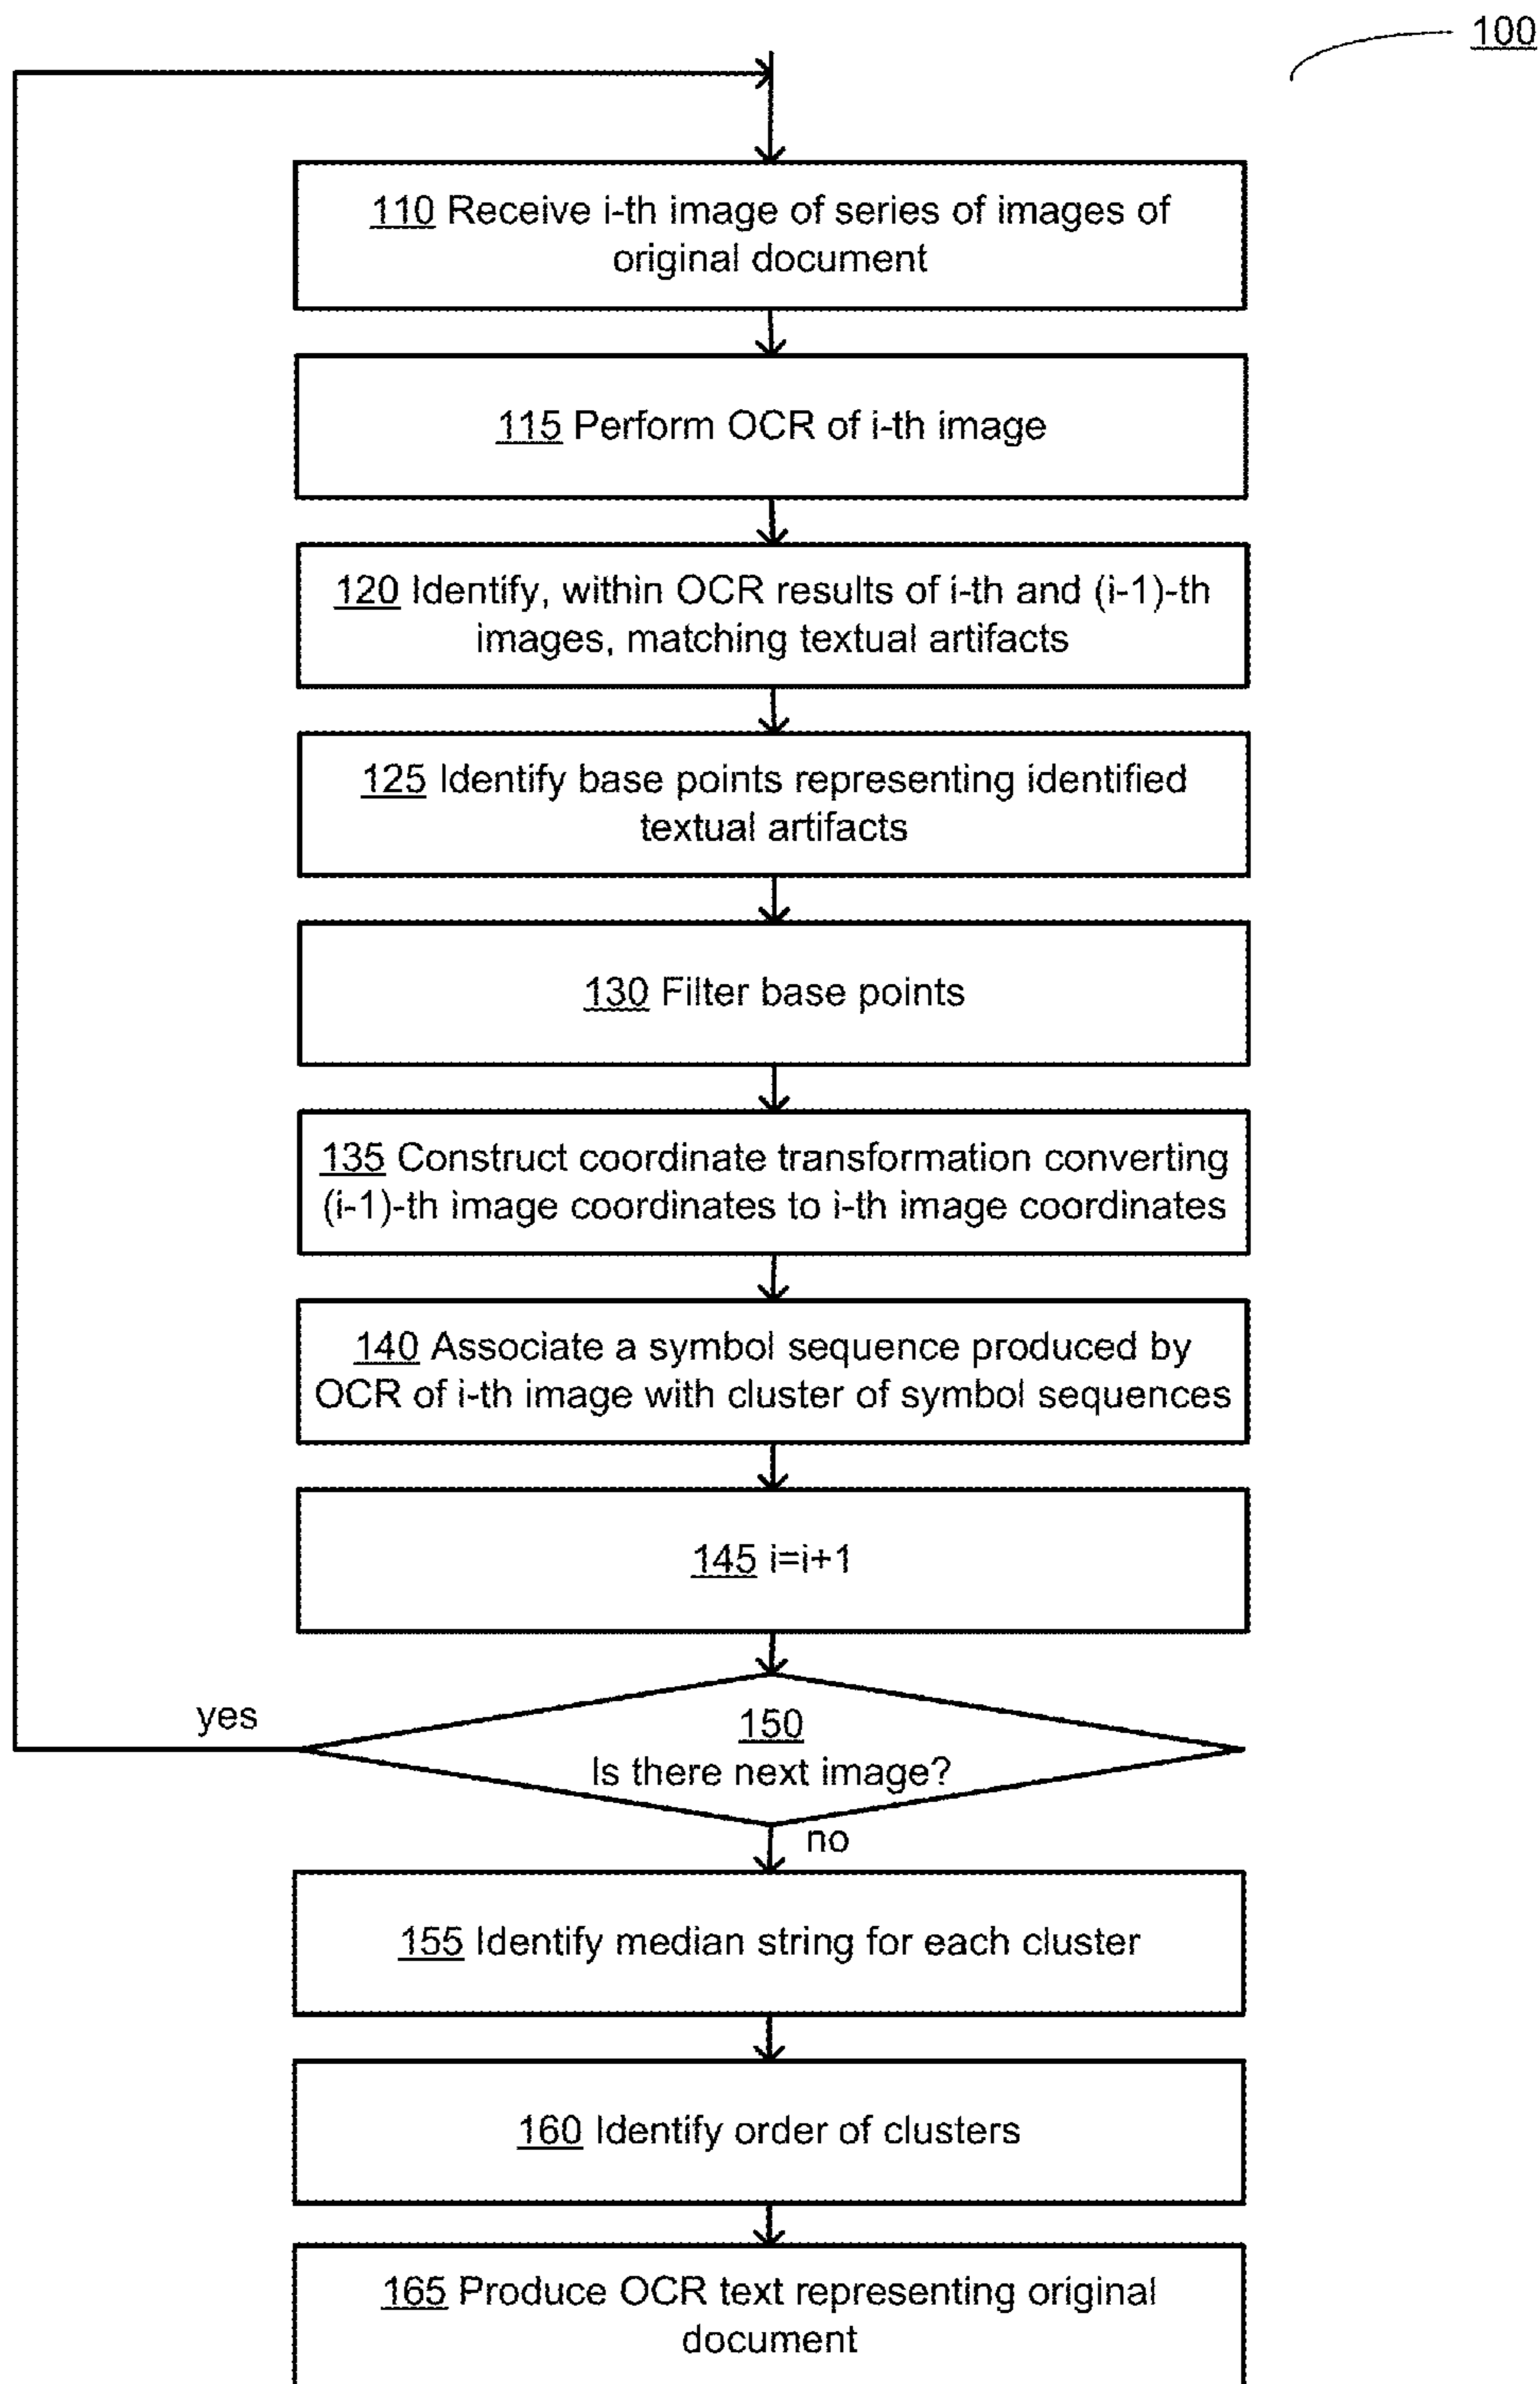 100
110 Receive i-th image of series of images of
original document
115 Perform OCR of i-th image
120 Identify, within OCR results of i-th and (i-1)-th
images, matching textual artifacts
125 Identify base points representing identified
textual artifacts
130 Filter base points
135 Construct coordinate transformation converting
(i-1)-th image coordinates to i-th image coordinates
140 Associate a symbol sequence produced by
OCR of i-th image with cluster of symbol sequences
145 i=i+1
yes
150
Is there next image?
no
155 Identify median string for each cluster
160 Identify order of clusters
165 Produce OCR text representing original
document